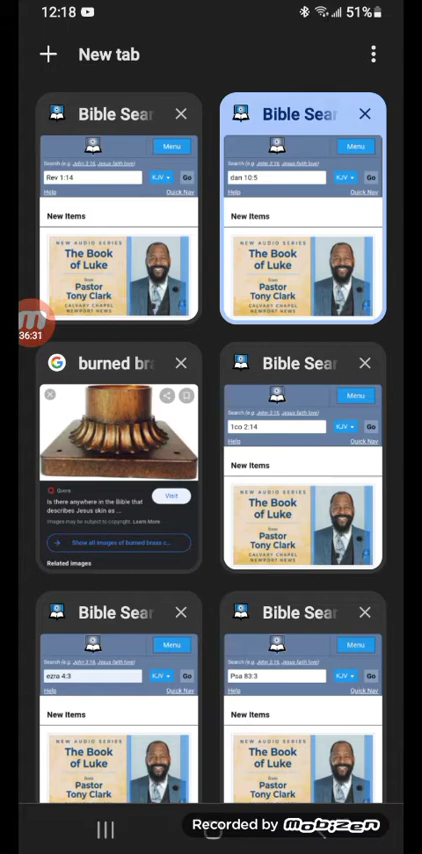 12:18
51%
New tab
Bible Sear
Menu
Search (e.g. John 3:16, Jesus faith love)
Rev 1:14
KJV
Go
Help
Quick Nav
New Items
NEW AUDIO SERIES
The Book
of Luke
from
Pastor
Tony Clark
CALVARY CHAPEL
NEWPORT NEWS
Bible Sear
Menu
Search (e.g. John 3:16, Jesus faith love)
dan 10:5
KJV
Go
Help
Quick Nav
New Items
NEW AUDIO SERIES
The Book
of Luke
from
Pastor
Tony Clark
CALVARY CHAPEL
NEWPORT NEWS
36:31
burned bra
Quora
Is there anywhere in the Bible that
describes Jesus skin as ...
Visit
Images may be subject to copyright. Learn More
Show all images of burned brass c...
Related images
Bible Sear
Menu
Search (e.g. John 3:16, Jesus faith love)
1co 2:14
KJV
Go
Help
Quick Nav
New Items
NEW AUDIO SERIES
The Book
of Luke
from
Pastor
Tony Clark
CALVARY CHAPEL
NEWPORT NEWS
Bible Sear
Menu
Search (e.g. John 3:16, Jesus faith love)
ezra 4:3
KJV
Go
Help
Quick Nav
New Items
NEW AUDIO SERIES
The Book
of Luke
from
Pastor
Tony Clark
Bible Sear
Menu
Search (e.g. John 3:16, Jesus faith love)
Psa 83:3
KJV
Go
Help
Quick Nav
New Items
NEW AUDIO SERIES
The Book
of Luke
from
Pastor
Tony Clark
Recorded by mobizen